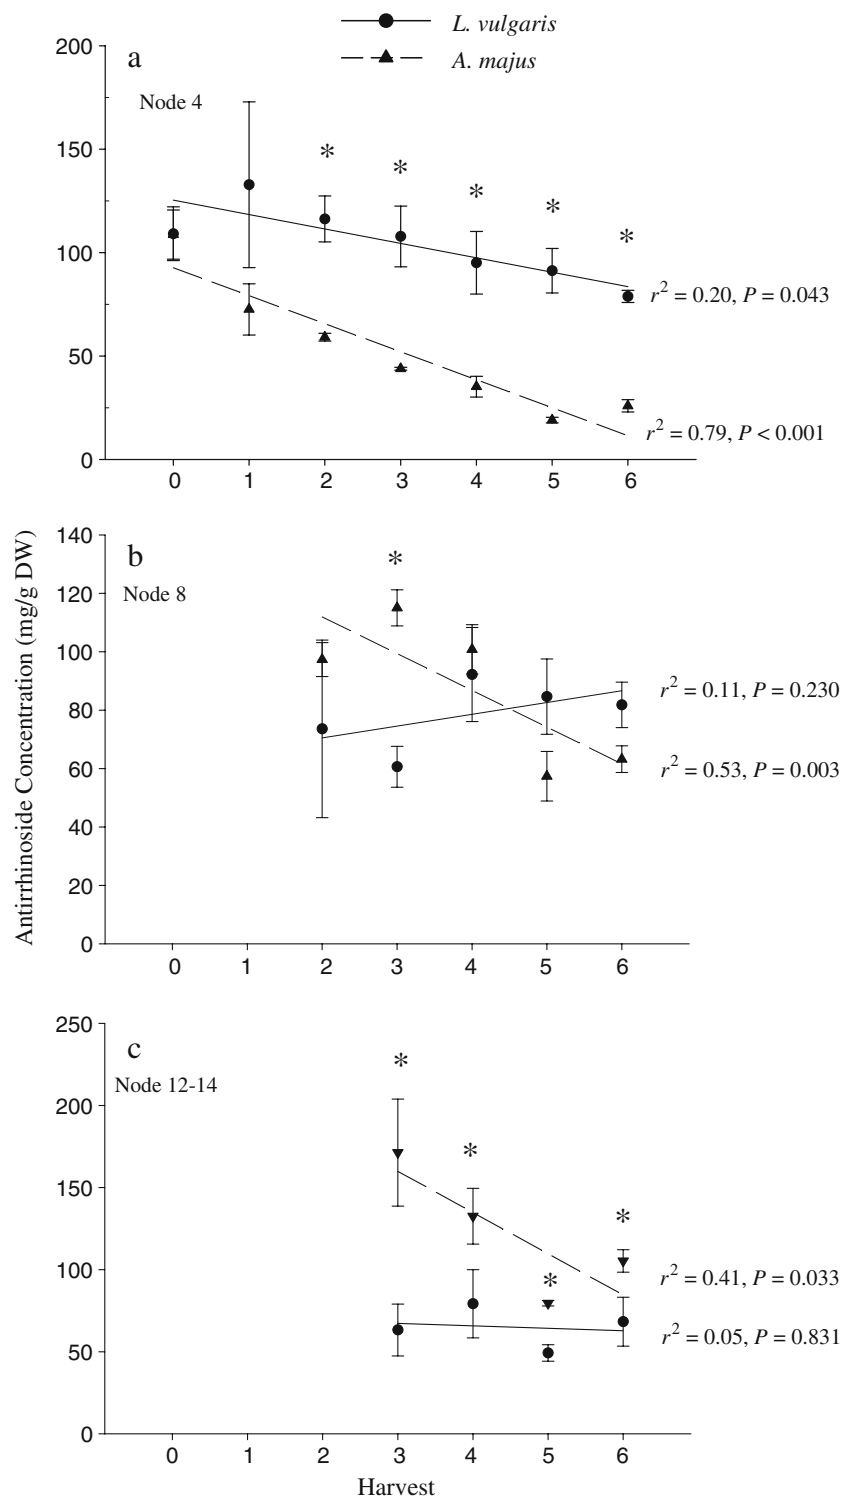 L. vulgaris
A. majus
a
Node 4
200
150
100
50
0
* * * * *
r² = 0.20, P = 0.043
r² = 0.79, P < 0.001
0 1 2 3 4 5 6
Antirrhinoside Concentration (mg/g DW)
b
Node 8
140
120
100
80
60
40
20
0
*
r² = 0.11, P = 0.230
r² = 0.53, P = 0.003
0 1 2 3 4 5 6
c
Node 12-14
250
200
150
100
50
0
* * * *
r² = 0.41, P = 0.033
r² = 0.05, P = 0.831
0 1 2 3 4 5 6
Harvest